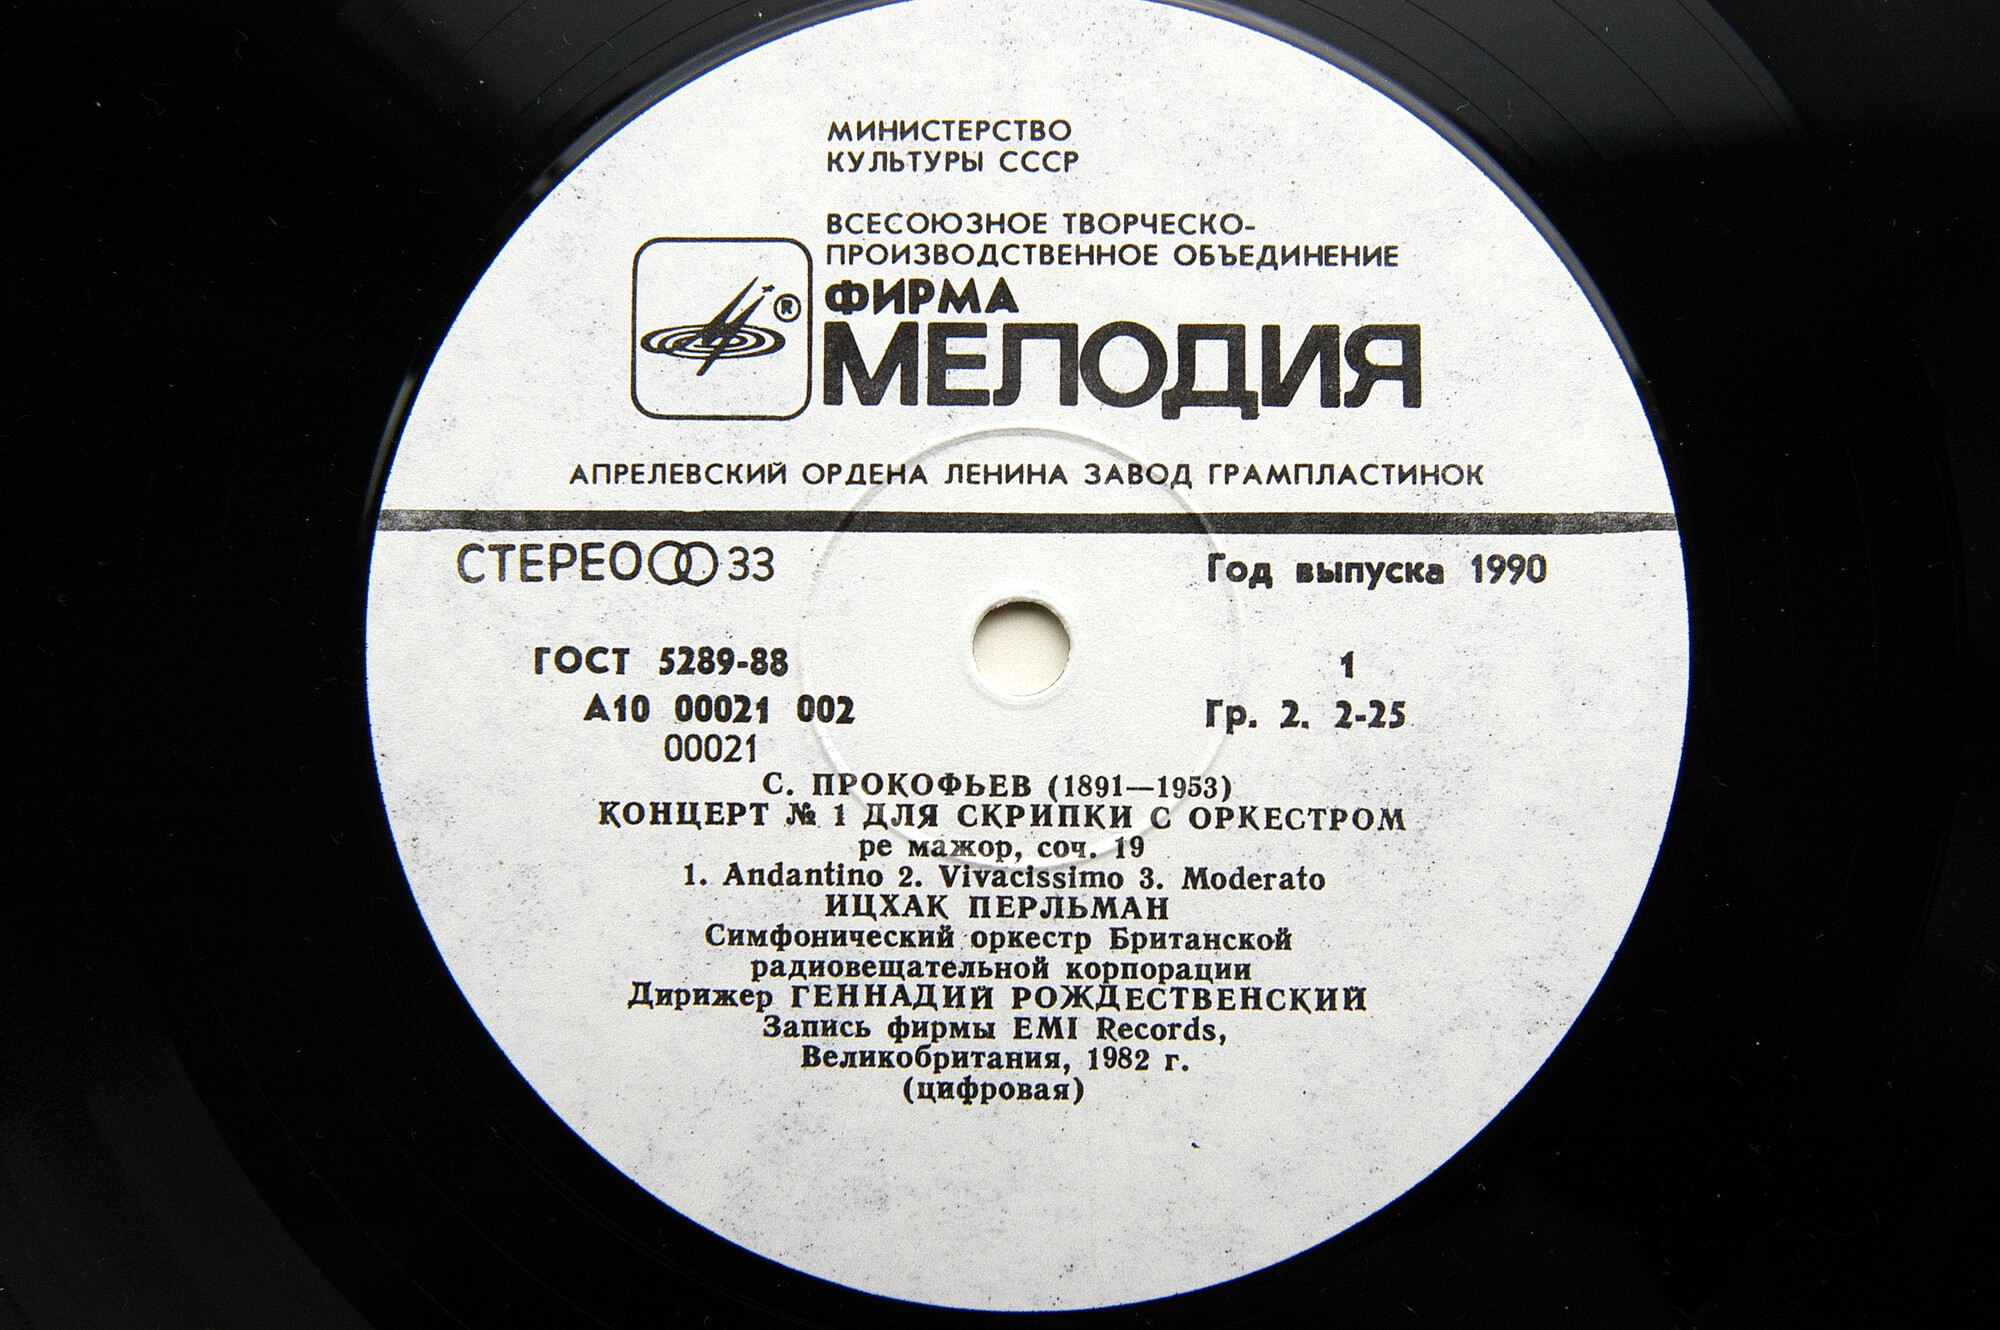 МИНИСТЕРСТВО
КУЛЬТУРЫ СССР
ВСЕСОЮЗНОЕ ТВОРЧЕСКО-
ПРОИЗВОДСТВЕННОЕ ОБЪЕДИНЕНИЕ
®
ФИРМА
МЕЛОДИЯ
АПРЕЛЕВСКИЙ ОРДЕНА ЛЕНИНА ЗАВОД ГРАМПЛАСТИНОК
СТЕРЕО 33
Год выпуска 1990
ГОСТ 5289-88
1
А10 00021 002
Гр. 2. 2-25
00021
С. ПРОКОФЬЕВ (1891—1953)
КОНЦЕРТ № 1 ДЛЯ СКРИПКИ С ОРКЕСТРОМ
ре мажор, соч. 19
1. Andantino 2. Vivacissimo 3. Moderato
ИЦХАК ПЕРЛЬМАН
Симфонический оркестр Британской
радиовещательной корпорации
Дирижер ГЕННАДИЙ РОЖДЕСТВЕНСКИЙ
Запись фирмы EMI Records,
Великобритания, 1982 г.
(цифровая)